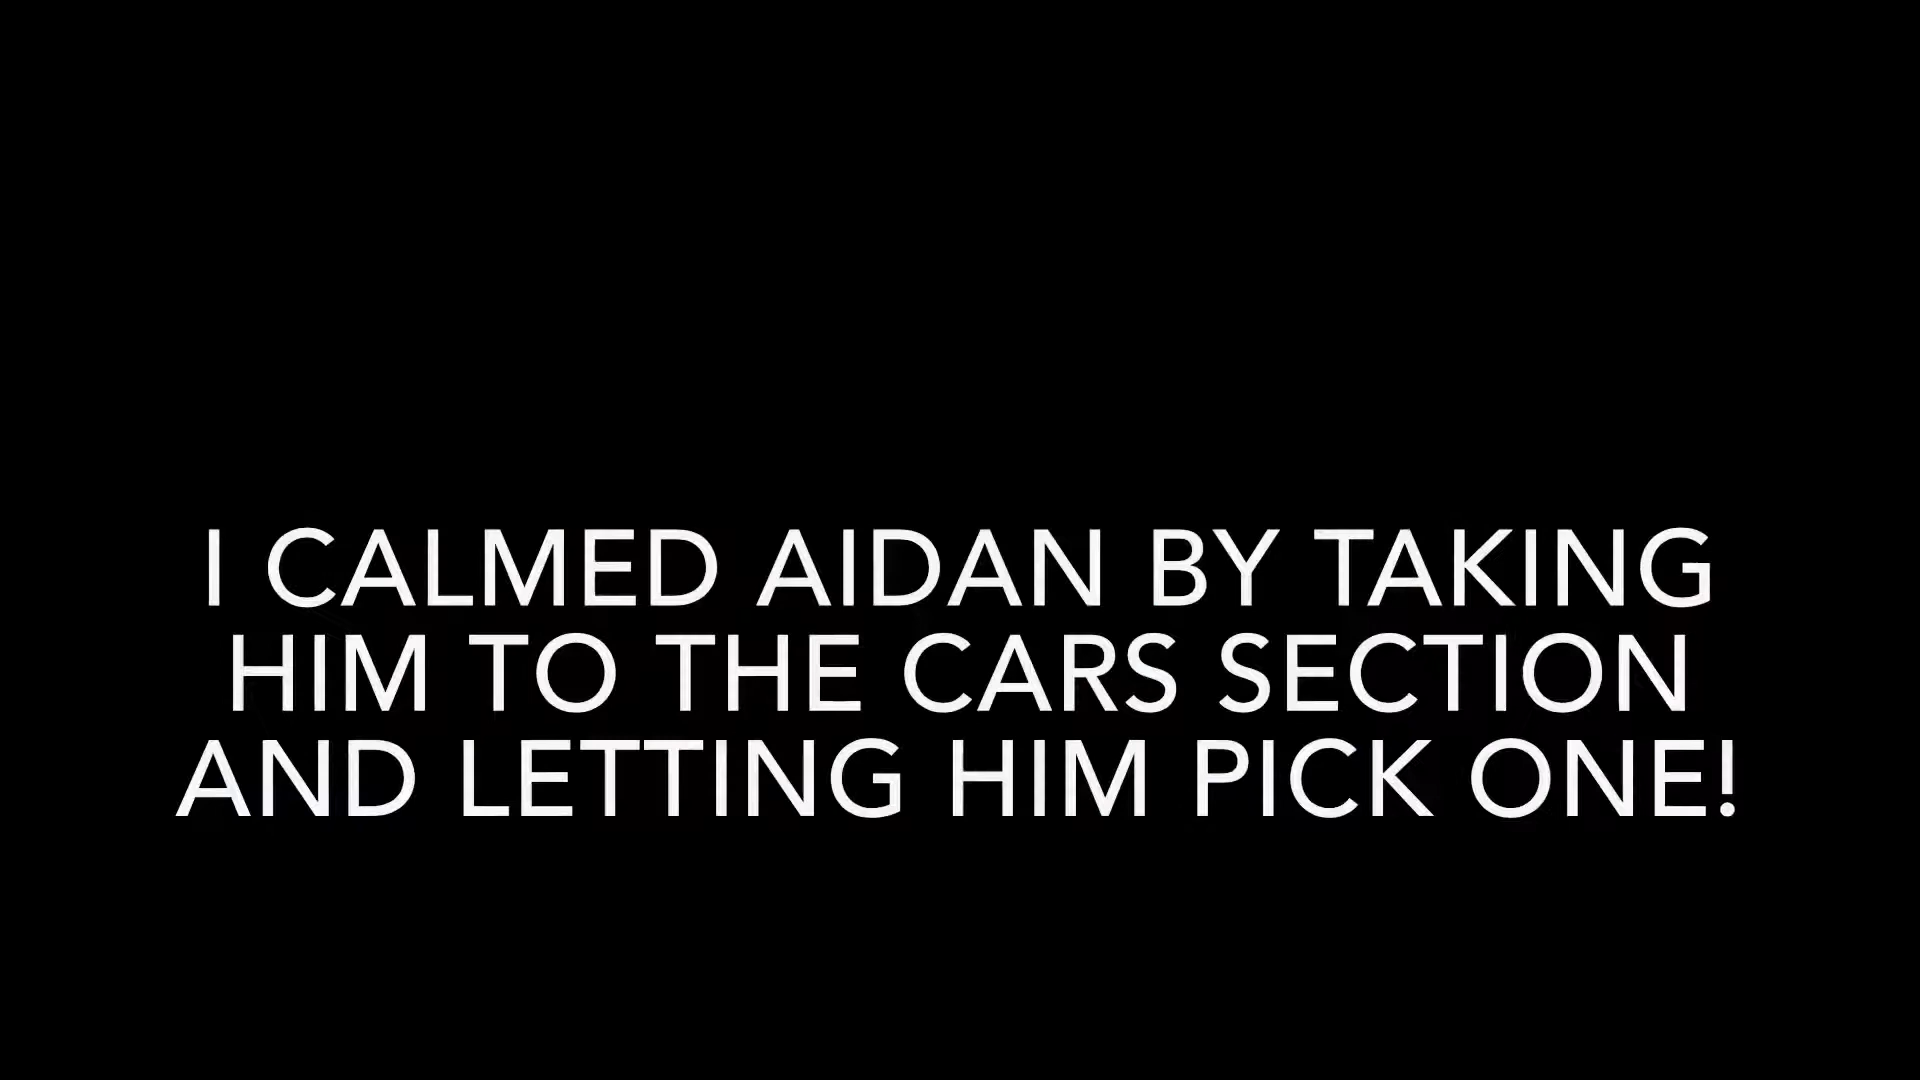 I CALMED AIDAN BY TAKING
HIM TO THE CARS SECTION
AND LETTING HIM PICK ONE!